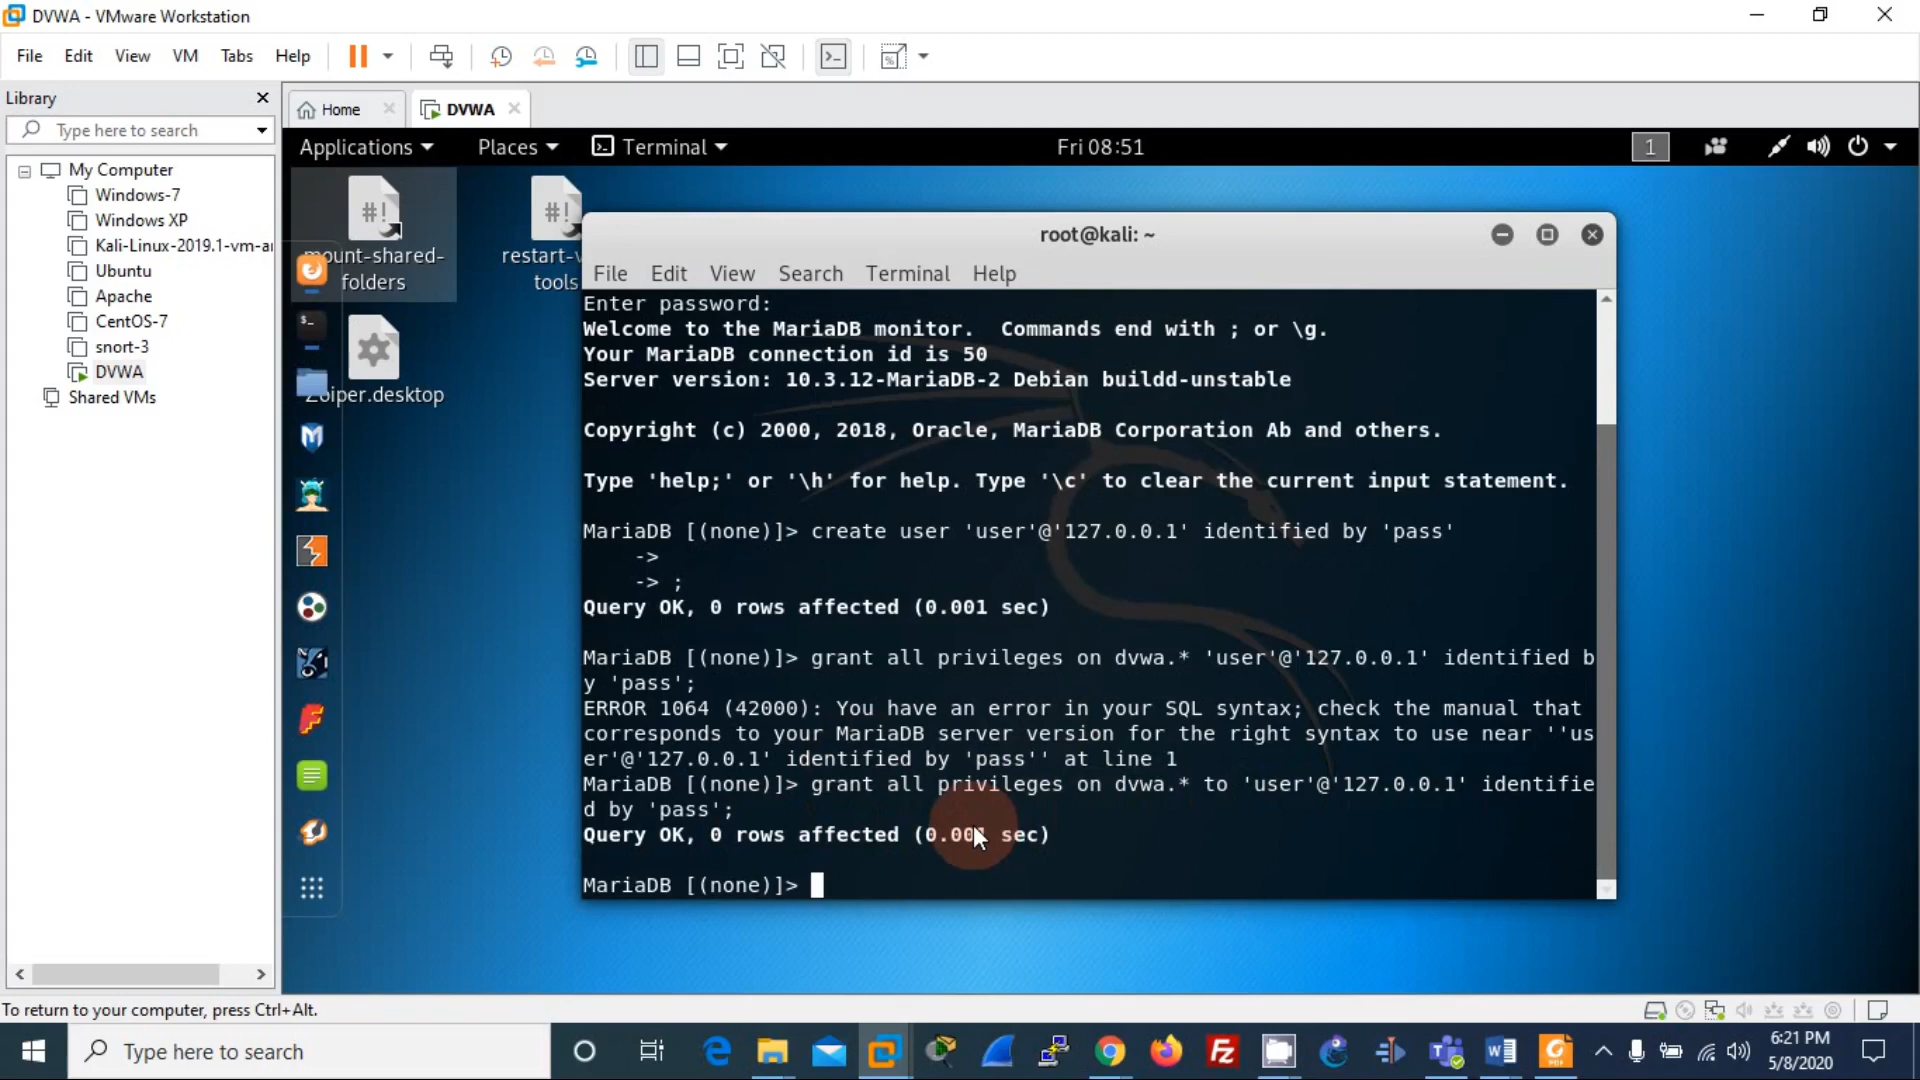 DVWA - VMware Workstation
File Edit View VM Tabs Help
Library
Type here to search
My Computer
Windows-7
Windows XP
Kali-Linux-2019.1-vm-a
Ubuntu
Apache
CentOS-7
snort-3
DVWA
Shared VMs
Home
DVWA
Applications Places Terminal Fri 08:51 1
mount-shared-
folders
restart-v
tools
Zoiper.desktop
root@kali: ~
File Edit View Search Terminal Help
Enter password:
Welcome to the MariaDB monitor.  Commands end with ; or \g.
Your MariaDB connection id is 50
Server version: 10.3.12-MariaDB-2 Debian buildd-unstable
Copyright (c) 2000, 2018, Oracle, MariaDB Corporation Ab and others.
Type 'help;' or '\h' for help. Type '\c' to clear the current input statement.
MariaDB [(none)]> create user 'user'@'127.0.0.1' identified by 'pass'
->
-> ;
Query OK, 0 rows affected (0.001 sec)
MariaDB [(none)]> grant all privileges on dvwa.* 'user'@'127.0.0.1' identified b
y 'pass';
ERROR 1064 (42000): You have an error in your SQL syntax; check the manual that
corresponds to your MariaDB server version for the right syntax to use near ''us
er'@'127.0.0.1' identified by 'pass'' at line 1
MariaDB [(none)]> grant all privileges on dvwa.* to 'user'@'127.0.0.1' identifie
d by 'pass';
Query OK, 0 rows affected (0.001 sec)
MariaDB [(none)]>
To return to your computer, press Ctrl+Alt.
Type here to search
6:21 PM
5/8/2020